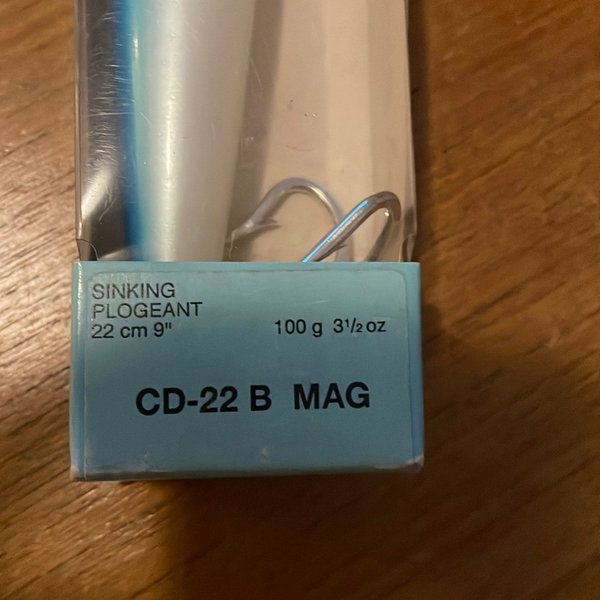 SINKING
PLOGEANT
22 cm 9"
100 g 3½ oz
CD-22 B MAG